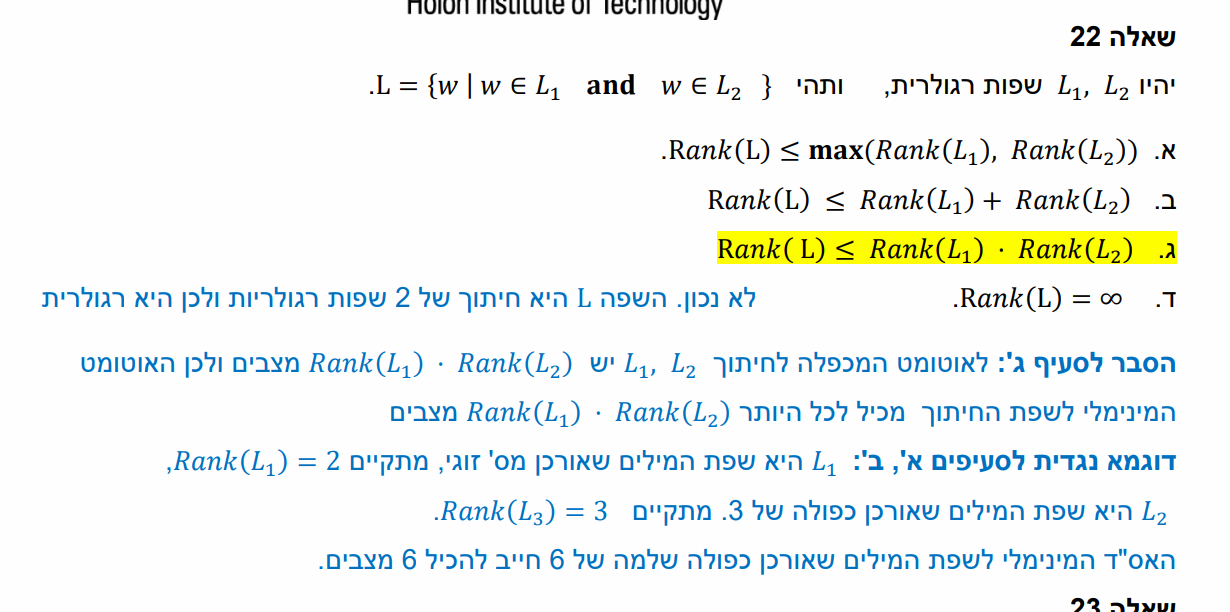 Holon Institute of Technology
שאלה 22
יהיו L₁, L₂ שפות רגולרית, ותהי L = {w | w ∈ L₁ and w ∈ L₂ }.
א. Rank(L) ≤ max(Rank(L₁), Rank(L₂)).
ב. Rank(L) ≤ Rank(L₁) + Rank(L₂)
ג. Rank( L) ≤ Rank(L₁) · Rank(L₂)
ד. Rank(L) = ∞. לא נכון. השפה L היא חיתוך של 2 שפות רגולריות ולכן היא רגולרית
הסבר לסעיף ג': לאוטומט המכפלה לחיתוך L₁, L₂ יש Rank(L₁) · Rank(L₂) מצבים ולכן האוטומט
המינימלי לשפת החיתוך מכיל לכל היותר Rank(L₁) · Rank(L₂) מצבים
דוגמא נגדית לסעיפים א', ב': L₁ היא שפת המילים שאורכן מס' זוגי, מתקיים Rank(L₁) = 2,
L₂ היא שפת המילים שאורכן כפולה של 3. מתקיים Rank(L₃) = 3.
האס"ד המינימלי לשפת המילים שאורכן כפולה שלמה של 6 חייב להכיל 6 מצבים.
שאלה 23